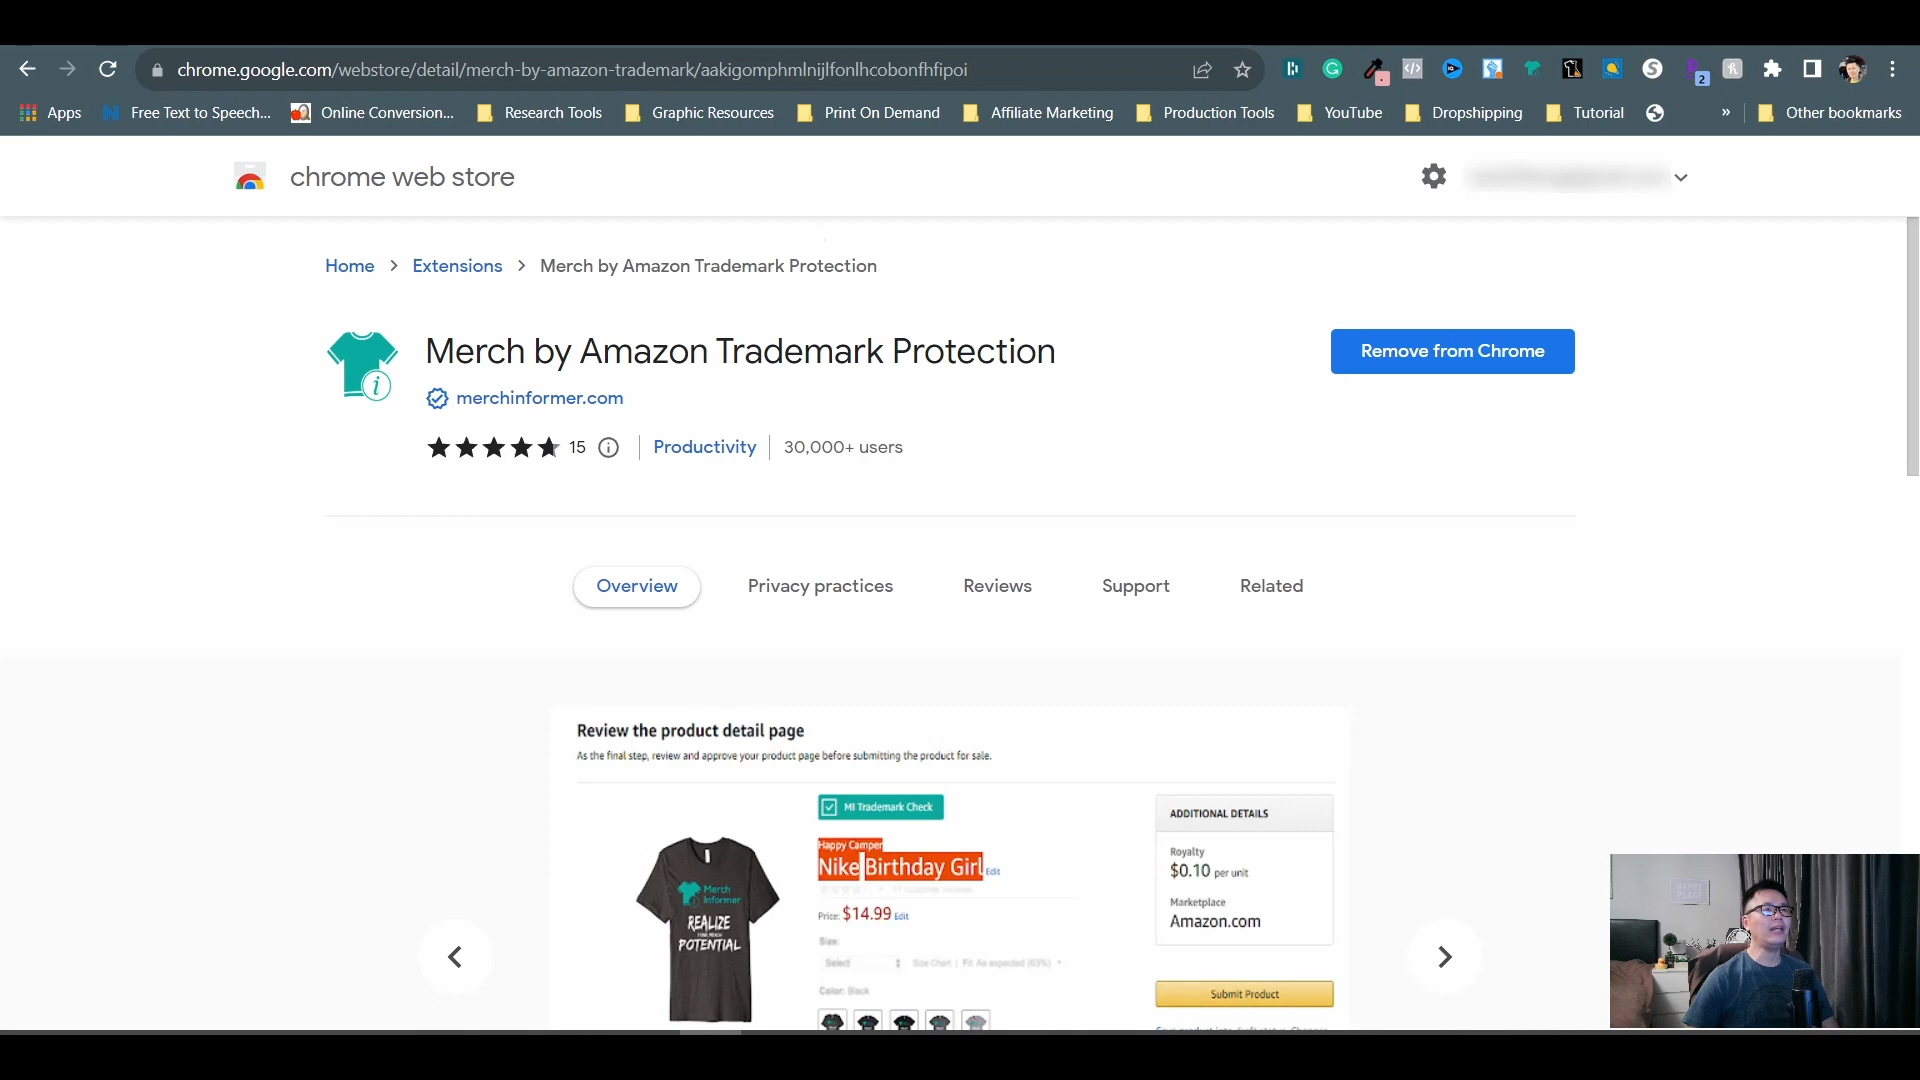 chrome.google.com/webstore/detail/merch-by-amazon-trademark/aakigomphmlnijlfonlhcobonfhfipoi
Apps Free Text to Speech... Online Conversion... Research Tools Graphic Resources Print On Demand Affiliate Marketing Production Tools YouTube Dropshipping Tutorial » Other bookmarks
chrome web store
Home > Extensions > Merch by Amazon Trademark Protection
Merch by Amazon Trademark Protection
Remove from Chrome
merchinformer.com
15 Productivity 30,000+ users
Overview Privacy practices Reviews Support Related
Review the product detail page
As the final step, review and approve your product page before submitting the product for sale.
MI Trademark Check
Happy Camper
Nike Birthday Girl Edit
Price: $14.99 Edit
Size:
Select Size Chart | Fit: As expected (63%)
Color: Black
Merch
Informer
REALIZE
POTENTIAL
ADDITIONAL DETAILS
Royalty
$0.10 per unit
Marketplace
Amazon.com
Submit Product